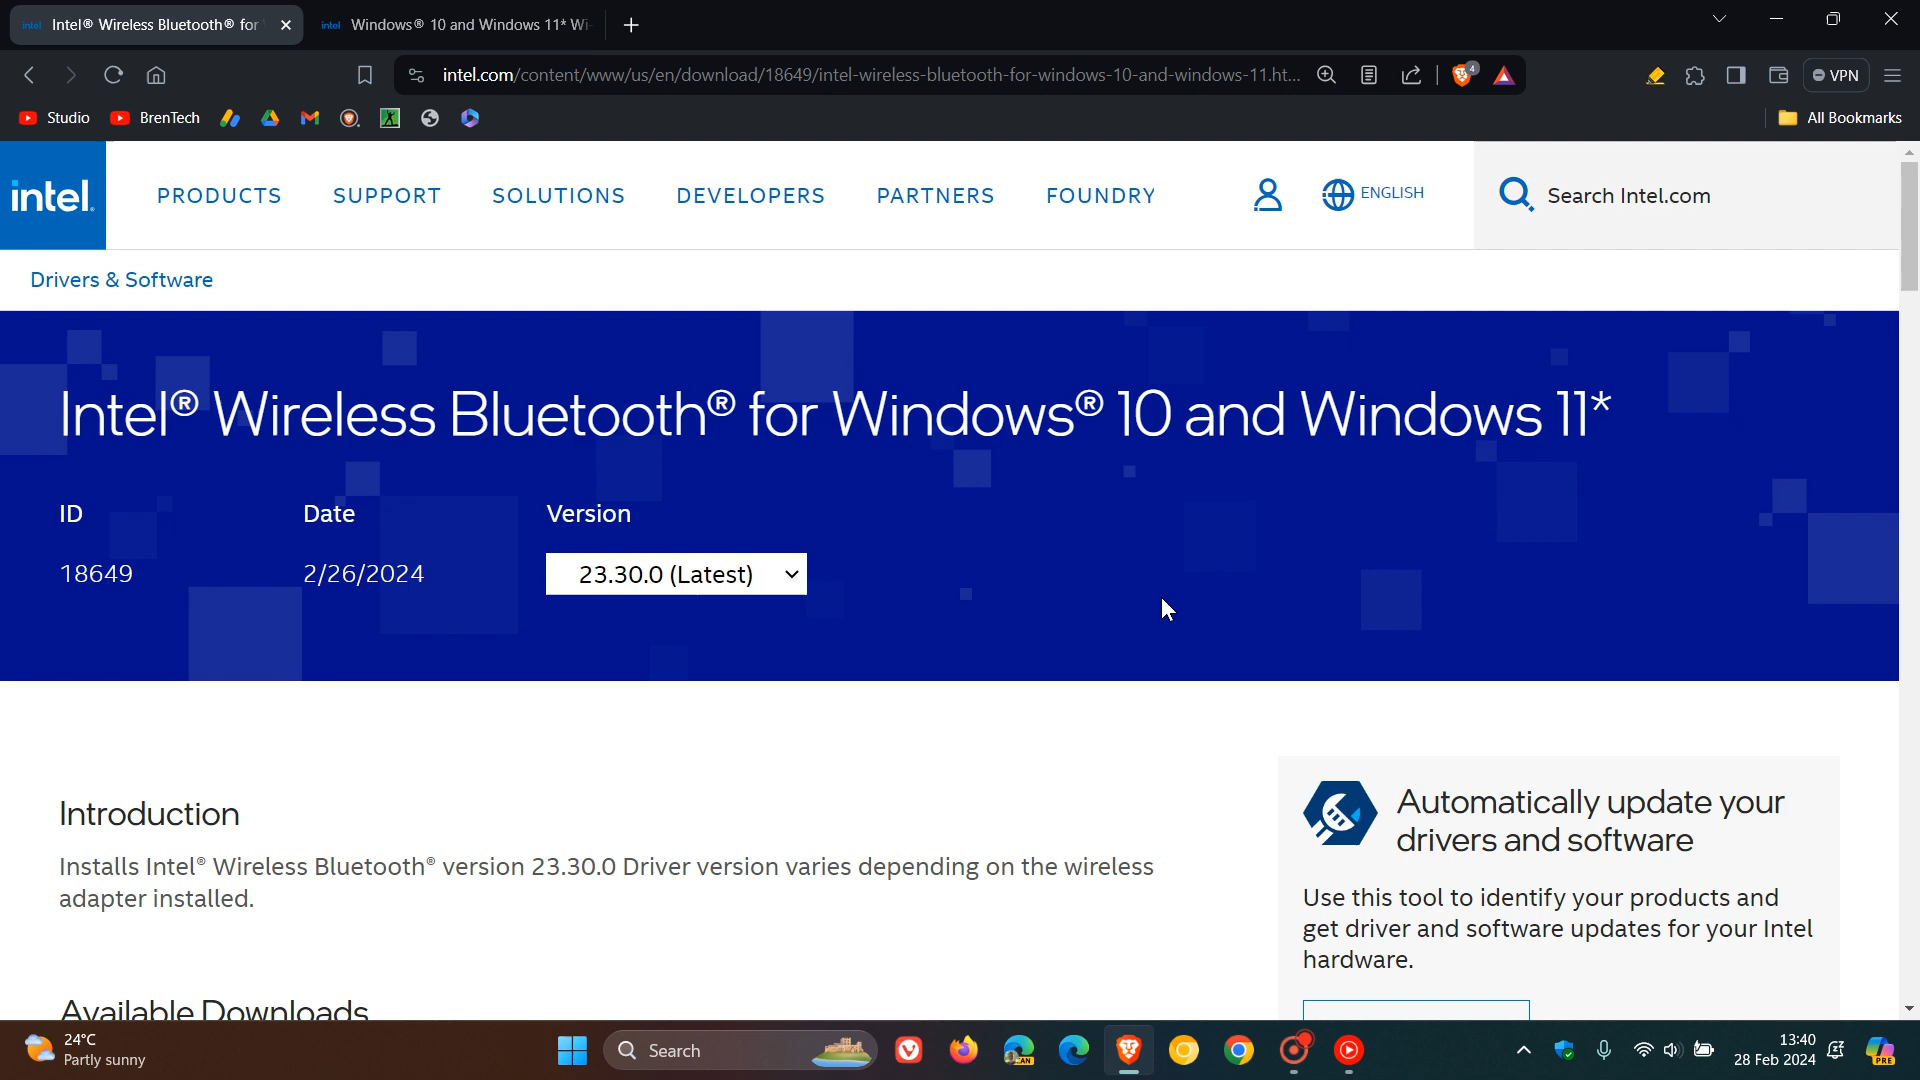 intel Intel® Wireless Bluetooth® for
intel Windows® 10 and Windows 11* Wi-
intel.com/content/www/us/en/download/18649/intel-wireless-bluetooth-for-windows-10-and-windows-11.ht...
4
VPN
Studio
BrenTech
All Bookmarks
intel.
PRODUCTS
SUPPORT
SOLUTIONS
DEVELOPERS
PARTNERS
FOUNDRY
ENGLISH
Search Intel.com
Drivers & Software
Intel® Wireless Bluetooth® for Windows® 10 and Windows 11*
ID
Date
Version
18649
2/26/2024
23.30.0 (Latest)
Introduction
Installs Intel® Wireless Bluetooth® version 23.30.0 Driver version varies depending on the wireless
adapter installed.
Automatically update your
drivers and software
Use this tool to identify your products and
get driver and software updates for your Intel
hardware.
Available Downloads
24°C
Partly sunny
Search
CAN
13:40
28 Feb 2024
PRE